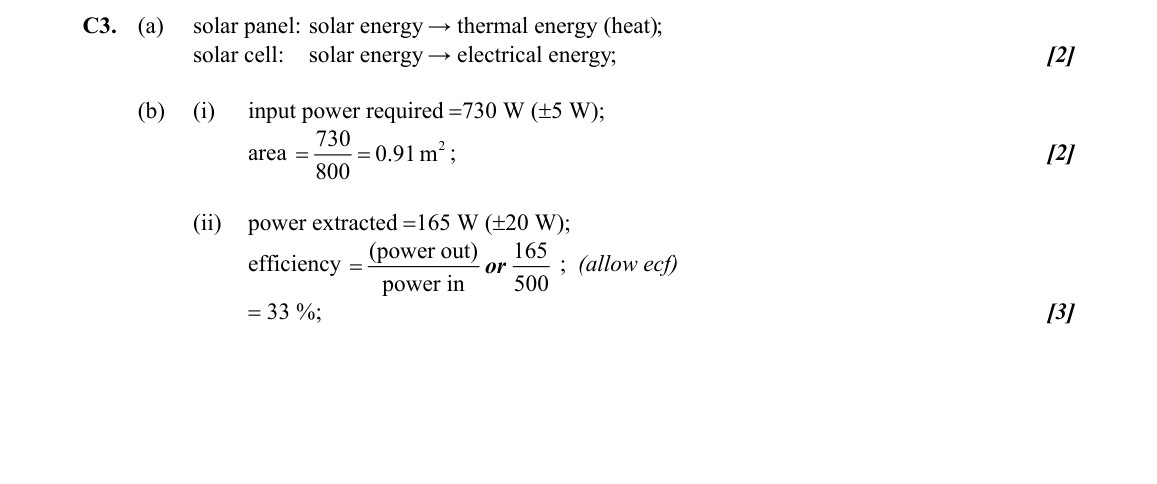 C3. (a) solar panel: solar energy → thermal energy (heat);
solar cell: solar energy → electrical energy; [2]
(b) (i) input power required =730 W (±5 W);
area = 730/800 = 0.91 m² ; [2]
(ii) power extracted =165 W (±20 W);
efficiency = (power out)/power in or 165/500 ; (allow ecf)
= 33 %; [3]